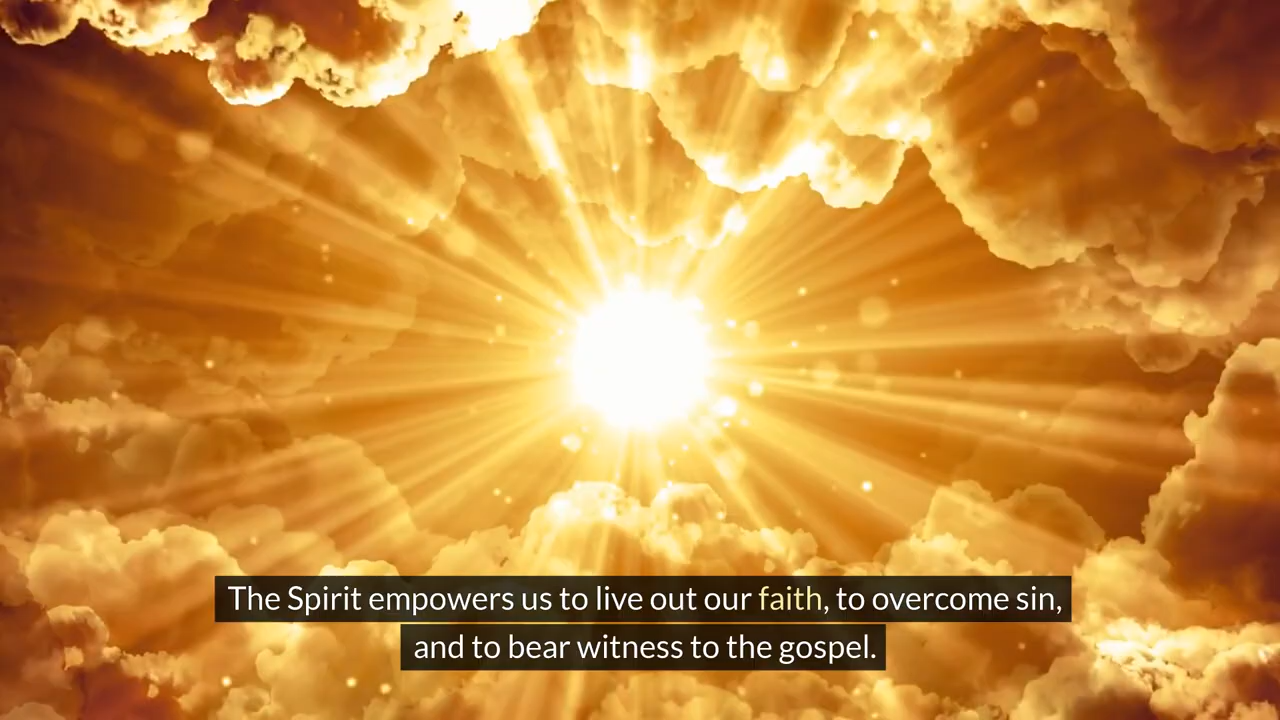 The Spirit empowers us to live out our faith, to overcome sin,
and to bear witness to the gospel.